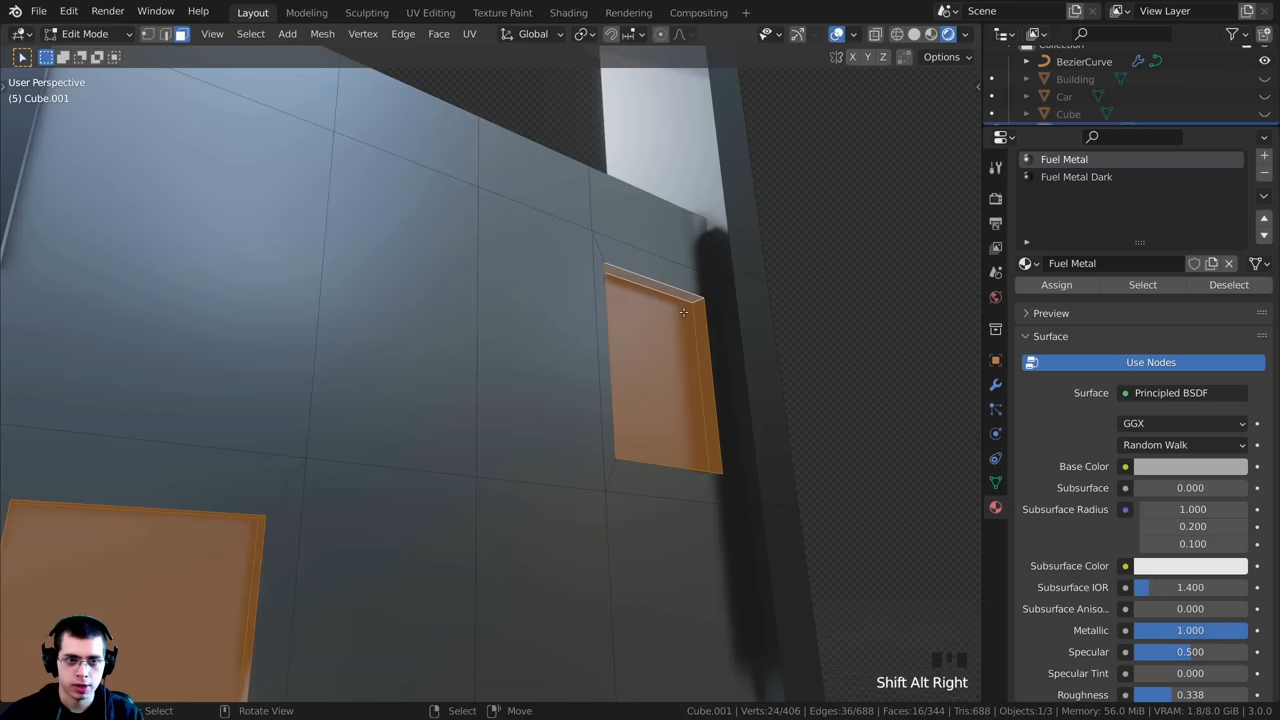 File Edit Render Window Help Layout Modeling Sculpting UV Editing Texture Paint Shading Animation Rendering Compositing + Scene View Layer
Edit Mode View Select Add Mesh Vertex Edge Face UV Global
X Y Z Options
User Perspective
(5) Cube.001
BezierCurve
Building
Car
Cube
Fuel Metal
Fuel Metal Dark
Fuel Metal
Assign Select Deselect
Preview
Surface
Use Nodes
Surface Principled BSDF
GGX
Random Walk
Base Color
Subsurface 0.000
Subsurface Radius 1.000
0.200
0.100
Subsurface Color
Subsurface IOR 1.400
Subsurface Aniso... 0.000
Metallic 1.000
Specular 0.500
Specular Tint 0.000
Roughness 0.338
Shift Alt Right
Select Rotate View Select Move Cube.001 | Verts:24/406 | Edges:36/688 | Faces:16/344 | Tris:688 | Objects:1/3 | Memory: 56.0 MiB | VRAM: 1.8/8.0 GiB | 3.0.0